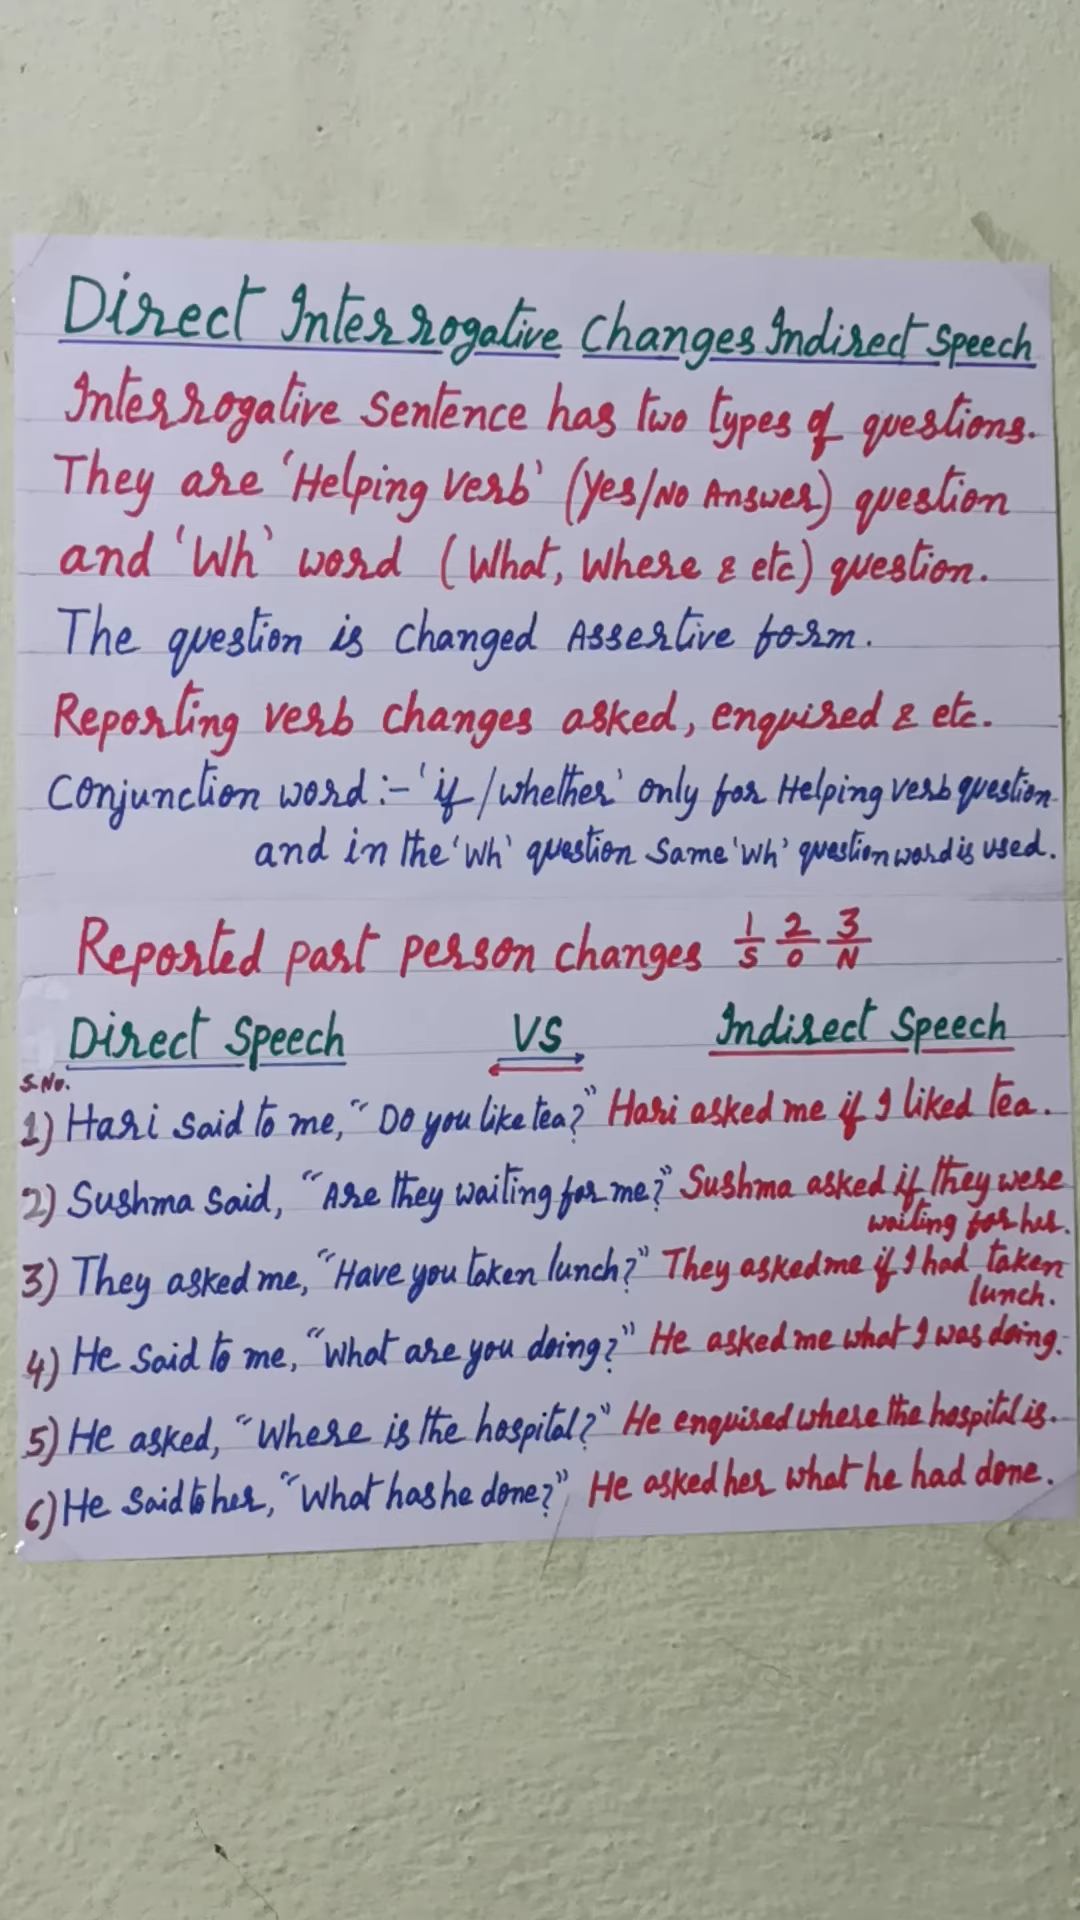 Direct Interrogative Changes Indirect Speech
Interrogative Sentence has two types of questions.
They are 'Helping verb' (Yes/No Answer) question
and 'Wh' word (What, Where & etc) question.
The question is changed Assertive form.
Reporting verb changes asked, enquired & etc.
Conjunction word :- 'if/whether' only for Helping verb question
and in the 'Wh' question Same 'Wh' question word is used.
Reported part person changes 1/S 2/O 3/N
Direct Speech VS Indirect Speech
S.No.
1) Hari said to me, "Do you like tea?" Hari asked me if I liked tea.
2) Sushma said, "Are they waiting for me?" Sushma asked if they were
waiting for her.
3) They asked me, "Have you taken lunch?" They asked me if I had taken
lunch.
4) He said to me, "What are you doing?" He asked me what I was doing.
5) He asked, "Where is the hospital?" He enquired where the hospital is.
6) He said to her, "What has he done?" He asked her what he had done.